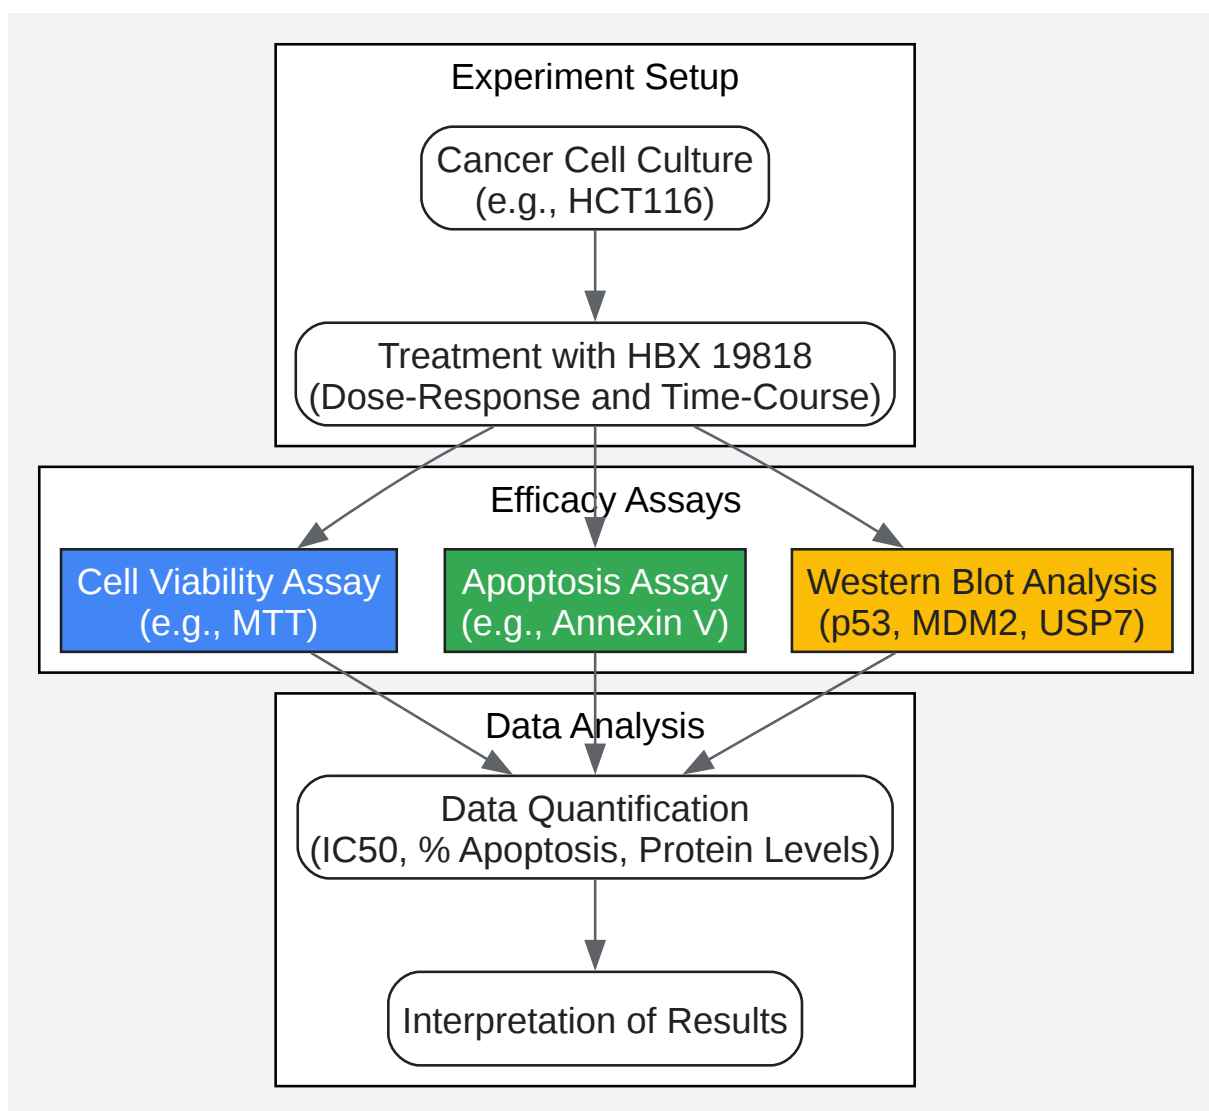 Experiment Setup
Cancer Cell Culture
(e.g., HCT116)
Treatment with HBX 19818
(Dose-Response and Time-Course)
Efficacy Assays
Cell Viability Assay
(e.g., MTT)
Apoptosis Assay
(e.g., Annexin V)
Western Blot Analysis
(p53, MDM2, USP7)
Data Analysis
Data Quantification
(IC50, % Apoptosis, Protein Levels)
Interpretation of Results